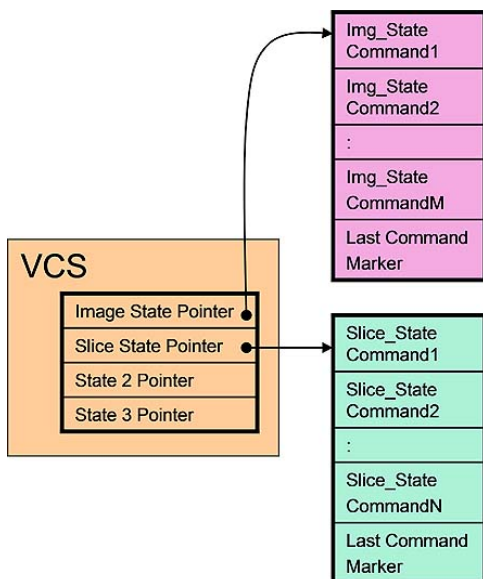 Img_State
Command1
Img_State
Command2
:
Img_State
CommandM
Last Command
Marker
VCS
Image State Pointer
Slice State Pointer
State 2 Pointer
State 3 Pointer
Slice_State
Command1
Slice_State
Command2
:
Slice_State
CommandN
Last Command
Marker